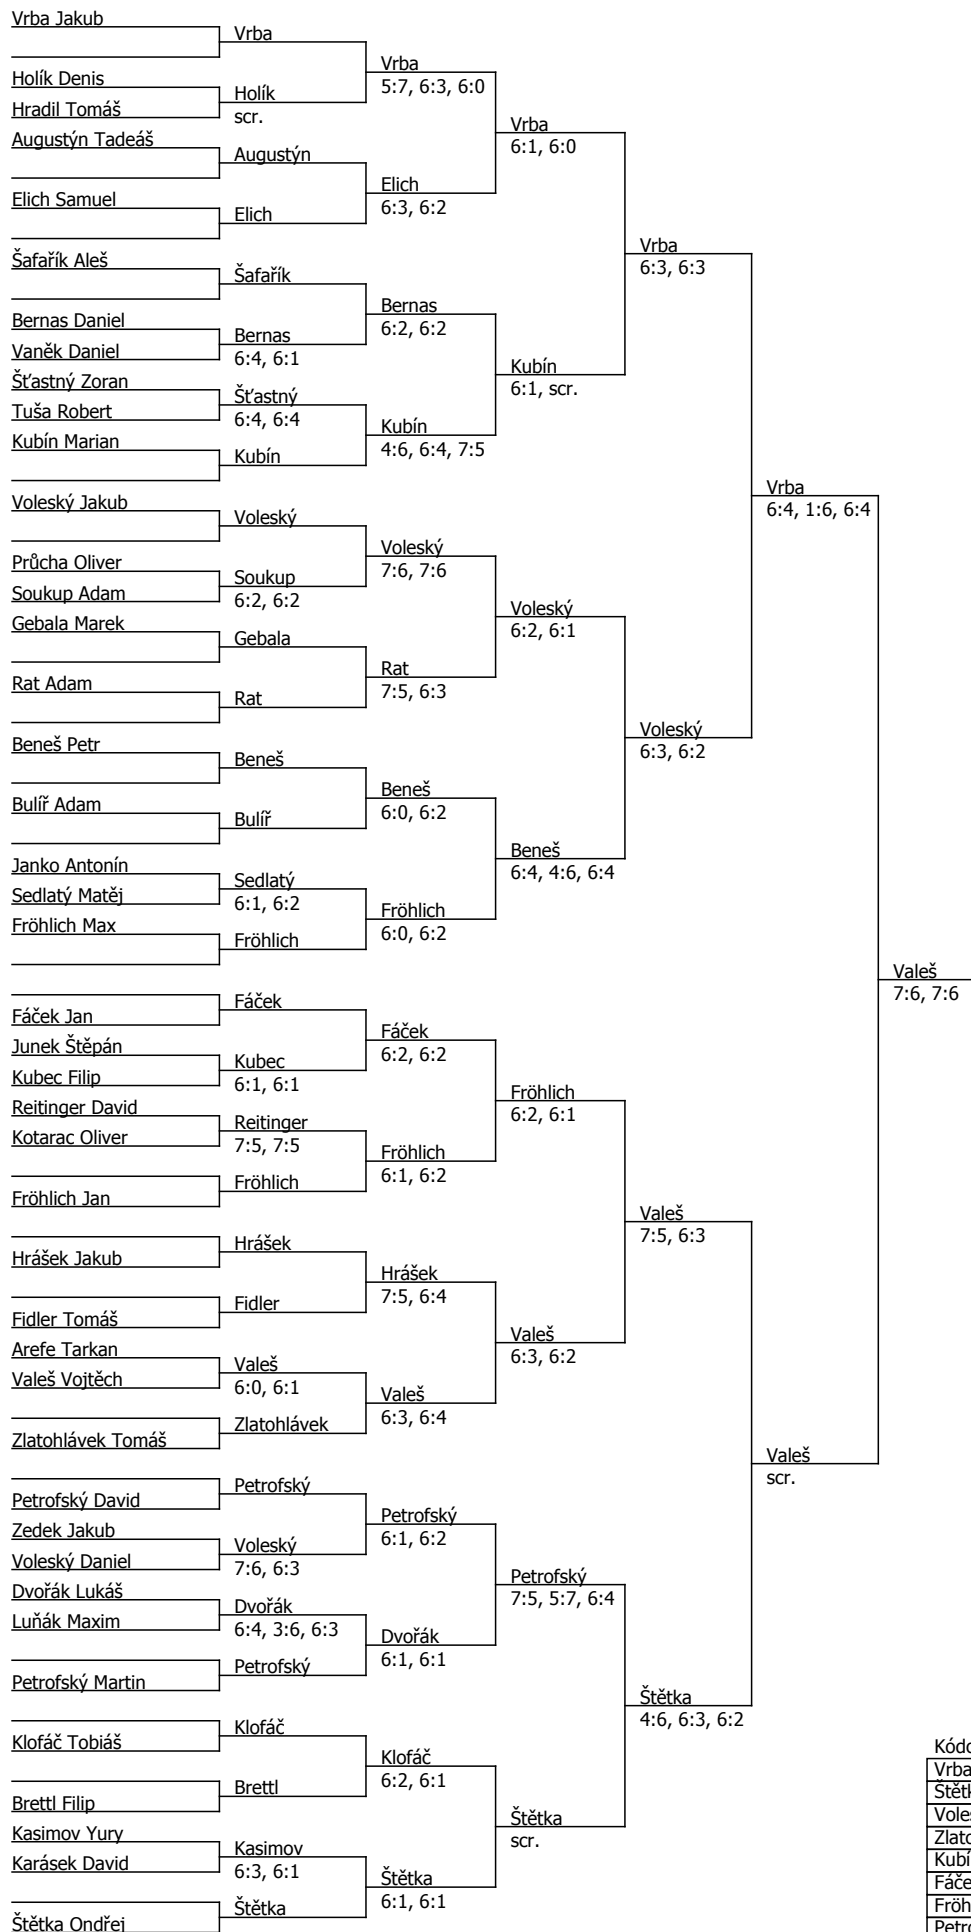 Vrba Jakub
Holík Denis
Hradil Tomáš
Augustýn Tadeáš
Elich Samuel
Šafařík Aleš
Bernas Daniel
Vaněk Daniel
Šťastný Zoran
Tuša Robert
Kubín Marian
Voleský Jakub
Průcha Oliver
Soukup Adam
Gebala Marek
Rat Adam
Beneš Petr
Bulíř Adam
Janko Antonín
Sedlatý Matěj
Fröhlich Max
Fáček Jan
Junek Štěpán
Kubec Filip
Reitinger David
Kotarac Oliver
Fröhlich Jan
Hrášek Jakub
Fidler Tomáš
Arefe Tarkan
Valeš Vojtěch
Zlatohlávek Tomáš
Petrofský David
Zedek Jakub
Voleský Daniel
Dvořák Lukáš
Luňák Maxim
Petrofský Martin
Klofáč Tobiáš
Brettl Filip
Kasimov Yury
Karásek David
Štětka Ondřej
Vrba
Holík
scr.
Augustýn
Elich
Šafařík
Bernas
6:4, 6:1
Šťastný
6:4, 6:4
Kubín
Voleský
Soukup
6:2, 6:2
Gebala
Rat
Beneš
Bulíř
Sedlatý
6:1, 6:2
Fröhlich
Fáček
Kubec
6:1, 6:1
Reitinger
7:5, 7:5
Fröhlich
Hrášek
Fidler
Valeš
6:0, 6:1
Zlatohlávek
Petrofský
Voleský
7:6, 6:3
Dvořák
6:4, 3:6, 6:3
Petrofský
Klofáč
Brettl
Kasimov
6:3, 6:1
Štětka
Vrba
5:7, 6:3, 6:0
Elich
6:3, 6:2
Bernas
6:2, 6:2
Kubín
4:6, 6:4, 7:5
Voleský
7:6, 7:6
Rat
7:5, 6:3
Beneš
6:0, 6:2
Fröhlich
6:0, 6:2
Fáček
6:2, 6:2
Fröhlich
6:1, 6:2
Hrášek
7:5, 6:4
Valeš
6:3, 6:4
Petrofský
6:1, 6:2
Dvořák
6:1, 6:1
Klofáč
6:2, 6:1
Štětka
6:1, 6:1
Vrba
6:1, 6:0
Kubín
6:1, scr.
Voleský
6:2, 6:1
Beneš
6:4, 4:6, 6:4
Fröhlich
6:2, 6:1
Valeš
6:3, 6:2
Petrofský
7:5, 5:7, 6:4
Štětka
scr.
Vrba
6:3, 6:3
Voleský
6:3, 6:2
Valeš
7:5, 6:3
Štětka
4:6, 6:3, 6:2
Vrba
6:4, 1:6, 6:4
Valeš
scr.
Valeš
7:6, 7:6
Vrba